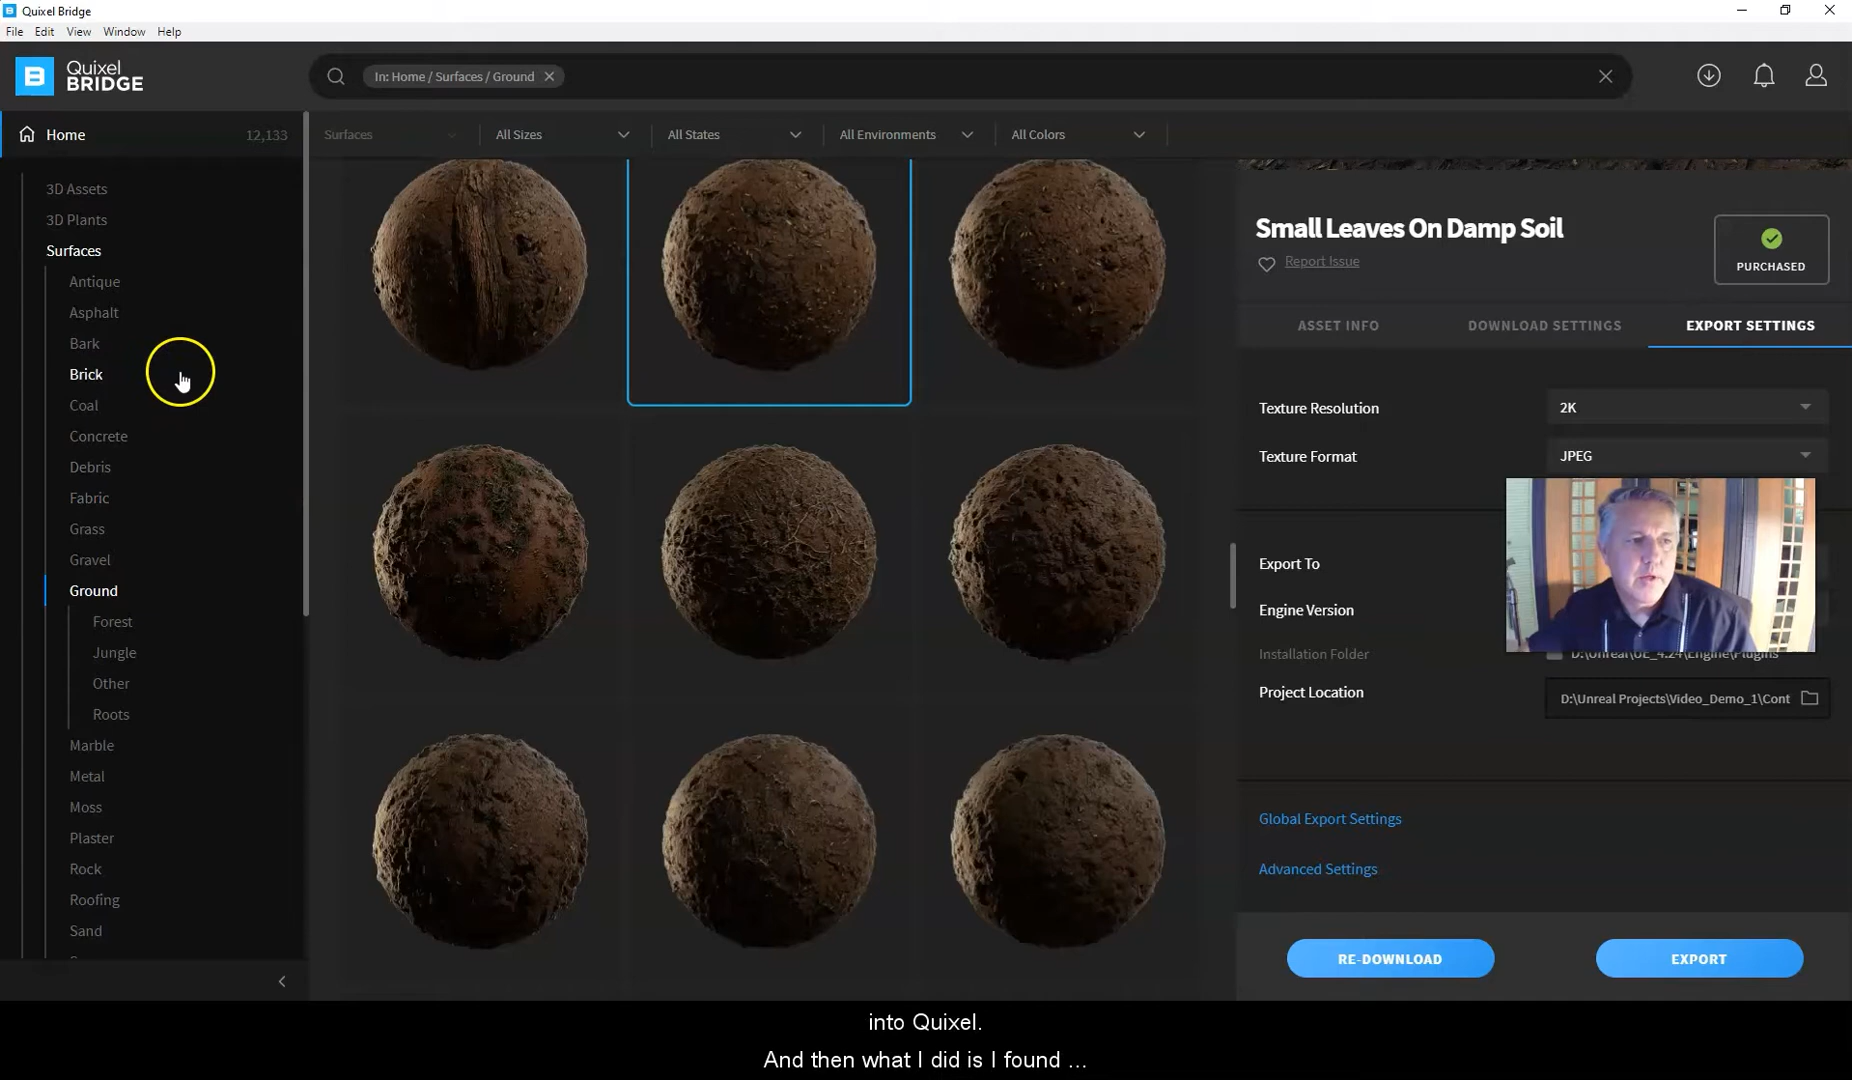 Quixel Bridge
File Edit View Window Help
Quixel
BRIDGE
In: Home / Surfaces / Ground
Home 12,133
Surfaces All Sizes All States All Environments All Colors
3D Assets
3D Plants
Surfaces
Antique
Asphalt
Bark
Brick
Coal
Concrete
Debris
Fabric
Grass
Gravel
Ground
Forest
Jungle
Other
Roots
Marble
Metal
Moss
Plaster
Rock
Roofing
Sand
Small Leaves On Damp Soil
Report Issue
PURCHASED
ASSET INFO DOWNLOAD SETTINGS EXPORT SETTINGS
Texture Resolution 2K
Texture Format JPEG
Export To
Engine Version
Installation Folder D:\Unreal\UE_4.24\Engine\Plugins
Project Location D:\Unreal Projects\Video_Demo_1\Cont
Global Export Settings
Advanced Settings
RE-DOWNLOAD EXPORT
into Quixel.
And then what I did is I found ...